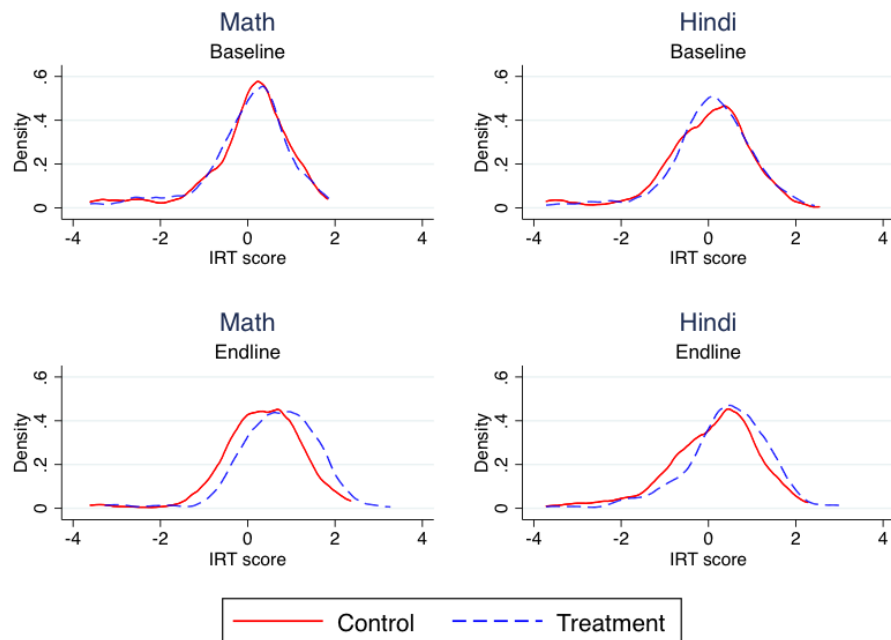 Math
Baseline
Density
0 .2 .4 .6
-4 -2 0 2 4
IRT score
Hindi
Baseline
Density
0 .2 .4 .6
-4 -2 0 2 4
IRT score
Math
Endline
Density
0 .2 .4 .6
-4 -2 0 2 4
IRT score
Hindi
Endline
Density
0 .2 .4 .6
-4 -2 0 2 4
IRT score
Control Treatment